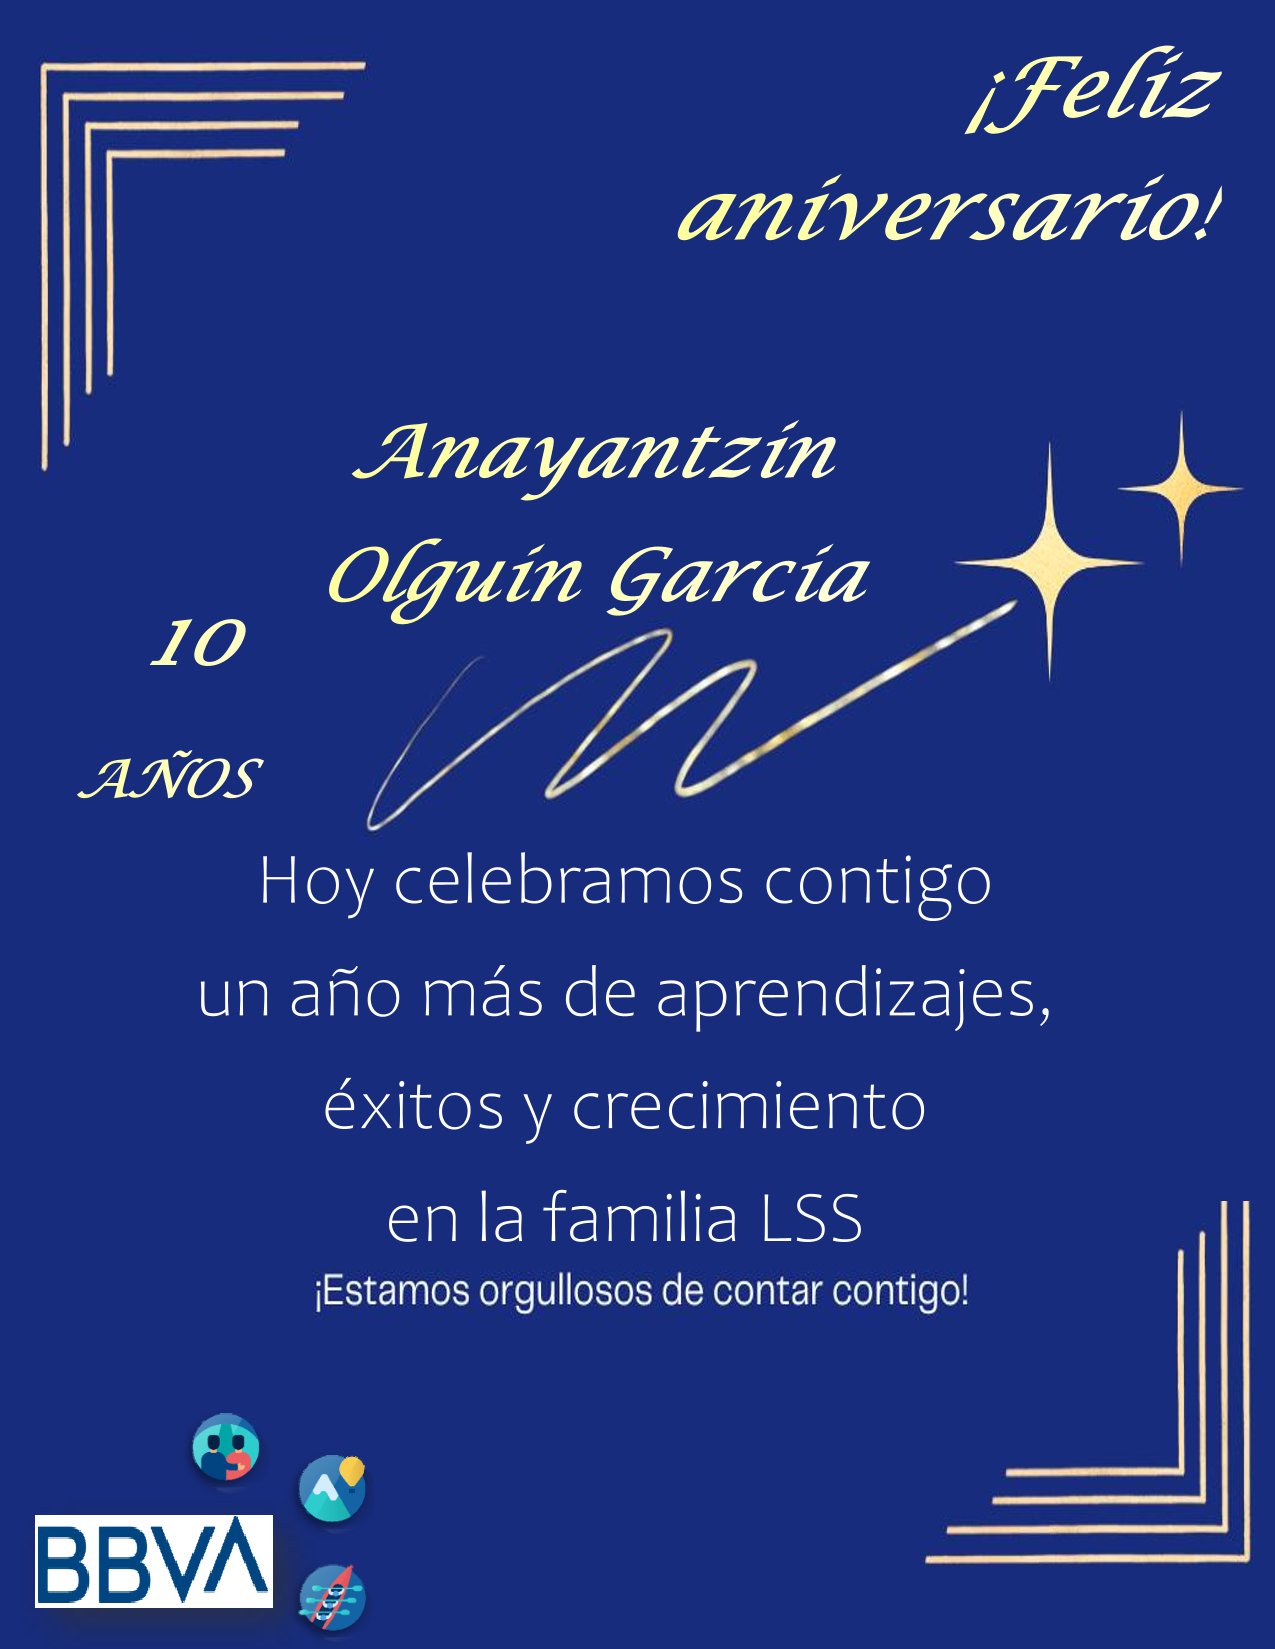 ¡Feliz
aniversario!
Anayantzin
Olguin Garcia
10
AÑOS
Hoy celebramos contigo
un año más de aprendizajes,
éxitos y crecimiento
en la familia LSS
¡Estamos orgullosos de contar contigo!
BBVA